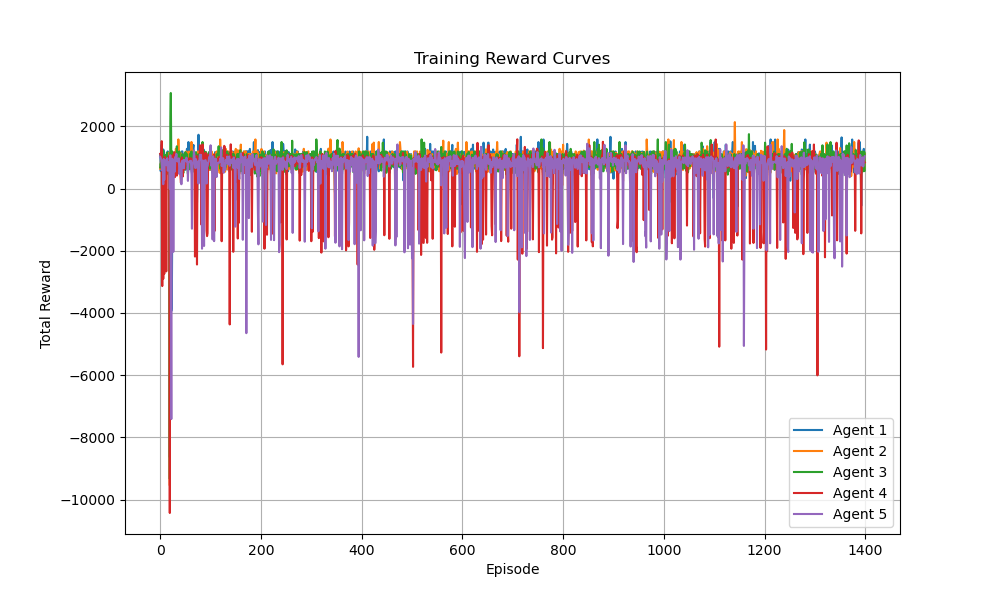 Training Reward Curves
Total Reward
2000
0
−2000
−4000
−6000
−8000
−10000
0 200 400 600 800 1000 1200 1400
Episode
Agent 1
Agent 2
Agent 3
Agent 4
Agent 5